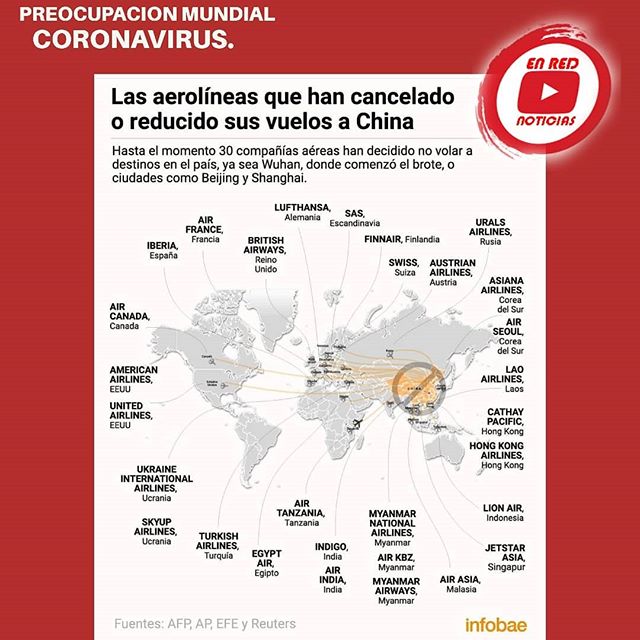 PREOCUPACION MUNDIAL
CORONAVIRUS.
EN RED
NOTICIAS
Las aerolíneas que han cancelado
o reducido sus vuelos a China
Hasta el momento 30 compañías aéreas han decidido no volar a
destinos en el país, ya sea Wuhan, donde comenzó el brote, o
ciudades como Beijing y Shanghai.
LUFTHANSA,
Alemania
SAS,
Escandinavia
AIR
FRANCE,
Francia
URALS
AIRLINES,
Rusia
IBERIA,
España
BRITISH
AIRWAYS,
Reino
Unido
FINNAIR, Finlandia
SWISS,
Suiza
AUSTRIAN
AIRLINES,
Austria
ASIANA
AIRLINES,
Corea
del Sur
AIR
CANADA,
Canada
AIR
SEOUL,
Corea
del Sur
AMERICAN
AIRLINES,
EEUU
LAO
AIRLINES,
Laos
UNITED
AIRLINES,
EEUU
CATHAY
PACIFIC,
Hong Kong
HONG KONG
AIRLINES,
Hong Kong
CHINA
UKRAINE
INTERNATIONAL
AIRLINES,
Ucrania
LION AIR,
Indonesia
SKYUP
AIRLINES,
Ucrania
TURKISH
AIRLINES,
Turquía
EGYPT
AIR,
Egipto
AIR
TANZANIA,
Tanzania
INDIGO,
India
AIR
INDIA,
India
MYANMAR
NATIONAL
AIRLINES,
Myanmar
AIR KBZ,
Myanmar
MYANMAR
AIRWAYS,
Myanmar
JETSTAR
ASIA,
Singapur
AIR ASIA,
Malasia
Fuentes: AFP, AP, EFE y Reuters
infobae